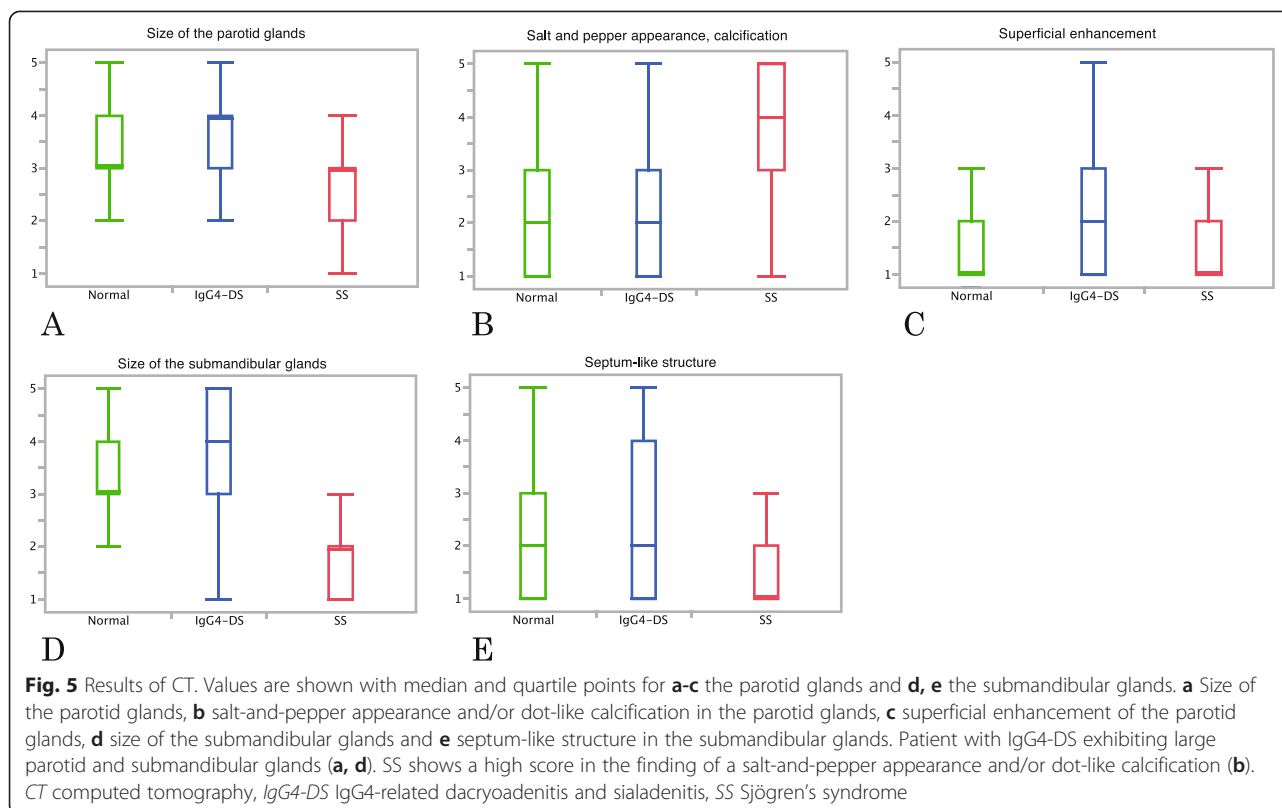 Size of the parotid glands
5
4
3
2
1
Normal IgG4-DS SS
A
Salt and pepper appearance, calcification
5
4
3
2
1
Normal IgG4-DS SS
B
Superficial enhancement
5
4
3
2
1
Normal IgG4-DS SS
C
Size of the submandibular glands
5
4
3
2
1
Normal IgG4-DS SS
D
Septum-like structure
5
4
3
2
1
Normal IgG4-DS SS
E
Fig. 5 Results of CT. Values are shown with median and quartile points for a-c the parotid glands and d, e the submandibular glands. a Size of
the parotid glands, b salt-and-pepper appearance and/or dot-like calcification in the parotid glands, c superficial enhancement of the parotid
glands, d size of the submandibular glands and e septum-like structure in the submandibular glands. Patient with IgG4-DS exhibiting large
parotid and submandibular glands (a, d). SS shows a high score in the finding of a salt-and-pepper appearance and/or dot-like calcification (b).
CT computed tomography, IgG4-DS IgG4-related dacryoadenitis and sialadenitis, SS Sjögren's syndrome